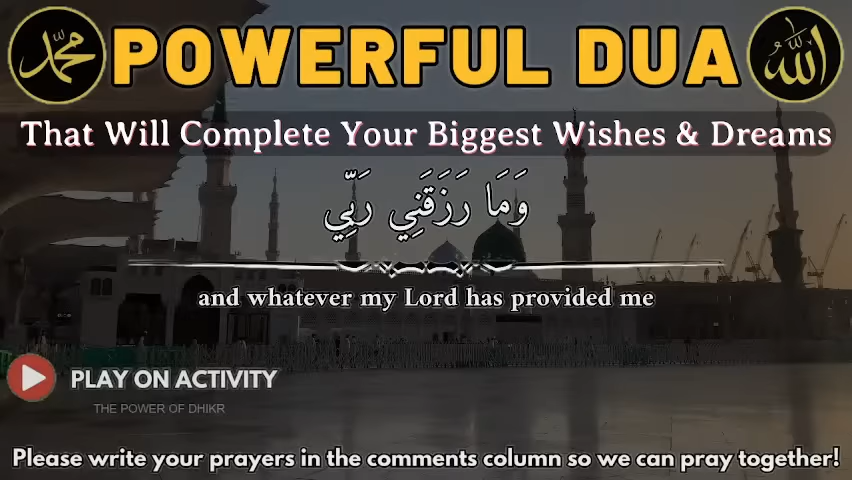 محمد POWERFUL DUA الله
That Will Complete Your Biggest Wishes & Dreams
وَمَا رَزَقَنِي رَبِّي
and whatever my Lord has provided me
PLAY ON ACTIVITY
THE POWER OF DHIKR
Please write your prayers in the comments column so we can pray together!